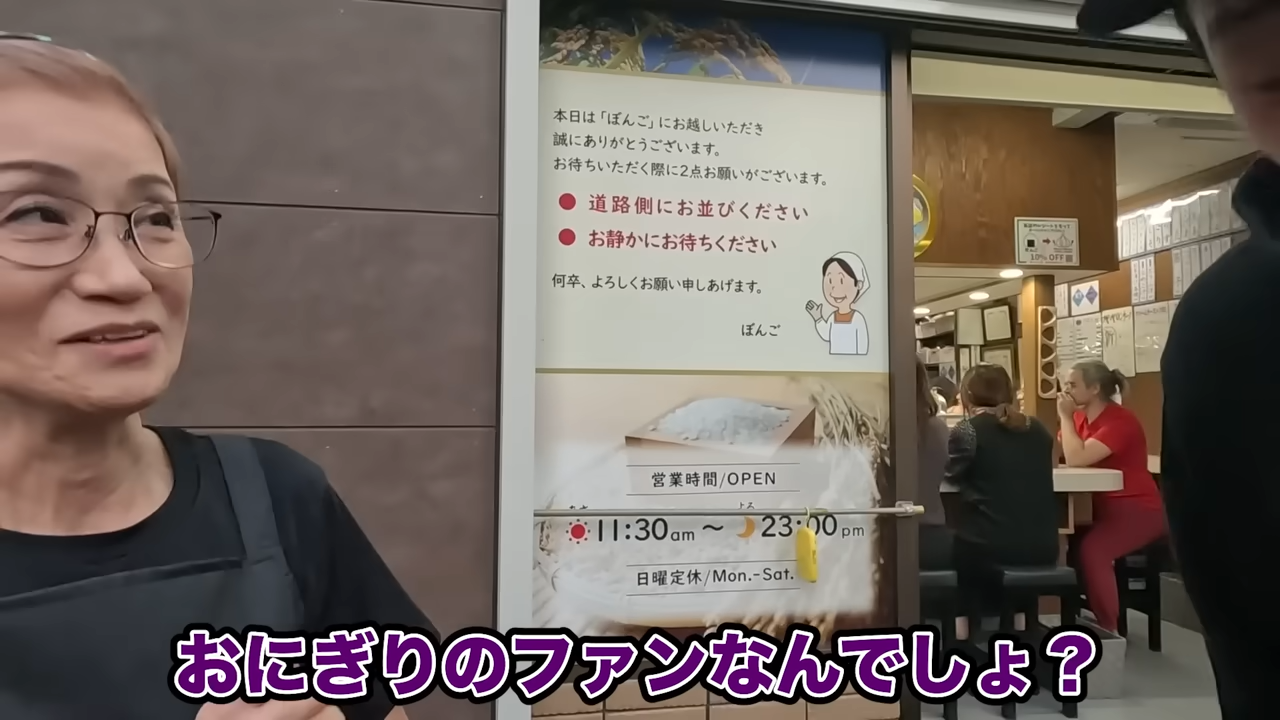 本日は「ぼんご」にお越しいただき
誠にありがとうございます。
お待ちいただく際に2点お願いがございます。
● 道路側にお並びください
● お静かにお待ちください
何卒、よろしくお願い申しあげます。
ぼんご
10% OFF
営業時間/OPEN
11:30am 〜 23:00pm
日曜定休/Mon.-Sat.
おにぎりのファンなんでしょ？